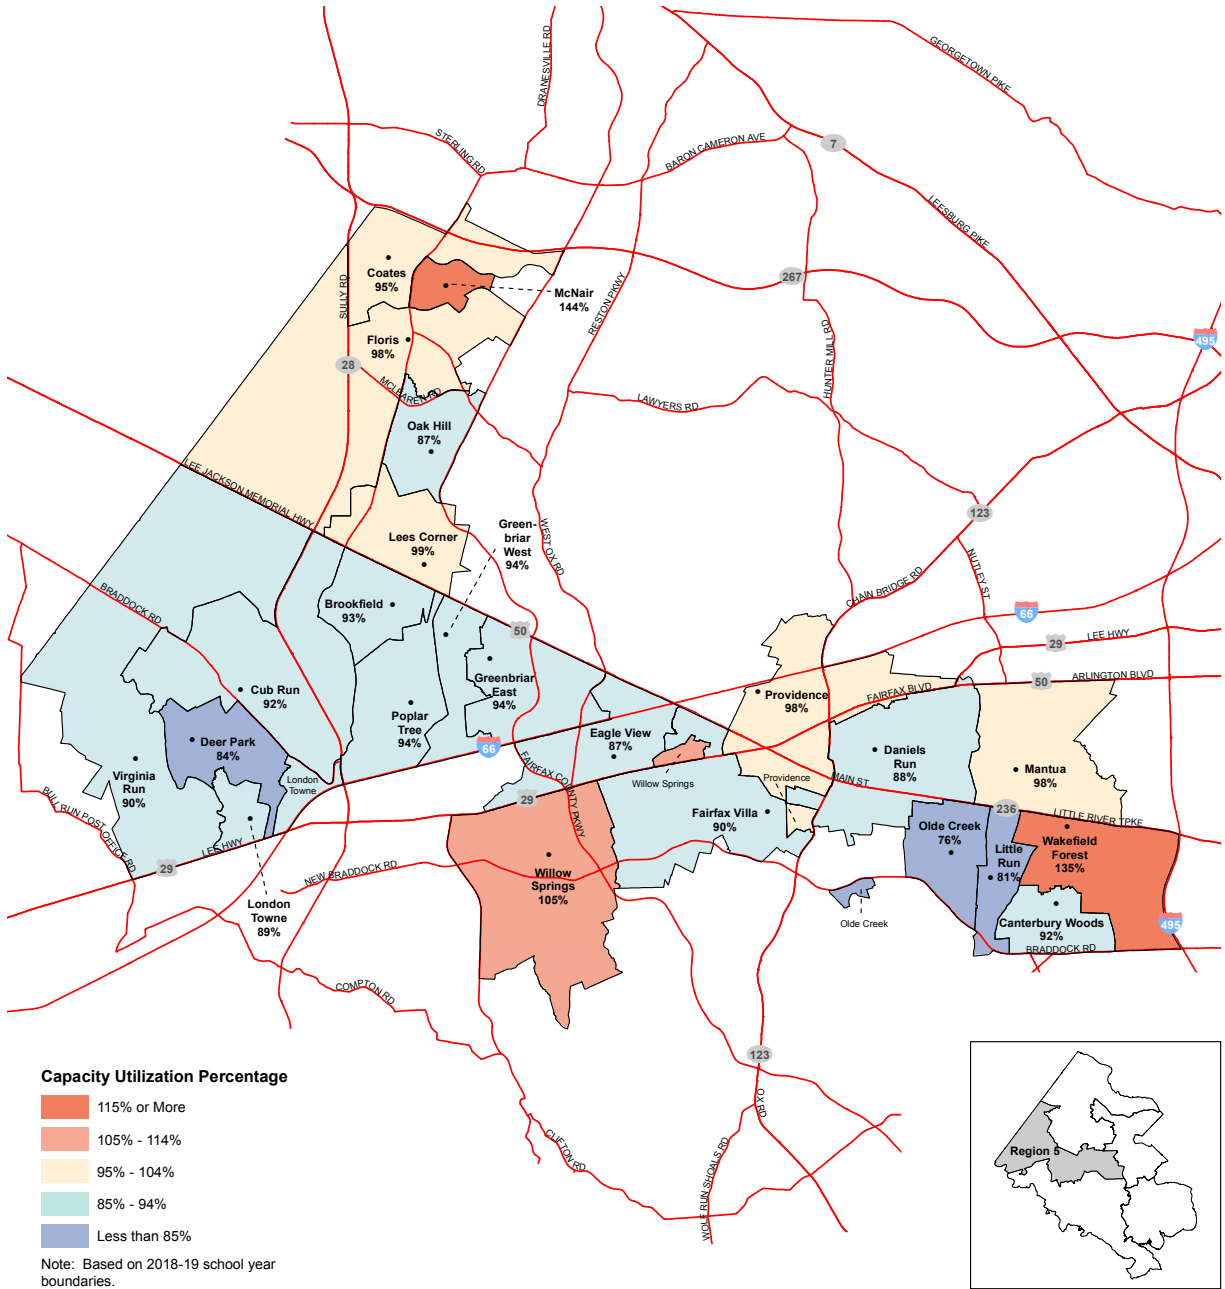 GEORGETOWN PIKE
DRANESVILLE RD
STERLING RD
BARON CAMERON AVE
7
LEESBURG PIKE
Coates
95%
SULLY RD
McNair
144%
RESTON PKWY
267
HUNTER MILL RD
495
Floris
98%
28
MCLEAREN RD
LAWYERS RD
Oak Hill
87%
LEE JACKSON MEMORIAL HWY
Lees Corner
99%
Green-
briar
West
94%
WEST OX RD
123
NUTLEY ST
CHAIN BRIDGE RD
BRADDOCK RD
Brookfield
93%
50
66
29
LEE HWY
50
ARLINGTON BLVD
Cub Run
92%
Greenbriar
East
94%
Providence
98%
FAIRFAX BLVD
Poplar
Tree
94%
Deer Park
84%
Eagle View
87%
66
Daniels
Run
88%
Virginia
Run
90%
London
Towne
Willow Springs
Providence
MAIN ST
Mantua
98%
BULL RUN POST OFFICE RD
FAIRFAX COUNTY PKWY
29
236
LITTLE RIVER TPKE
Fairfax Villa
90%
Olde Creek
76%
Little
Run
81%
Wakefield
Forest
135%
LEE HWY
29
NEW BRADDOCK RD
Willow
Springs
105%
London
Towne
89%
Olde Creek
Canterbury Woods
92%
BRADDOCK RD
495
COMPTON RD
123
OX RD
CLIFTON RD
WOLF RUN SHOALS RD
Capacity Utilization Percentage
115% or More
105% - 114%
95% - 104%
85% - 94%
Less than 85%
Note: Based on 2018-19 school year
boundaries.
Region 5